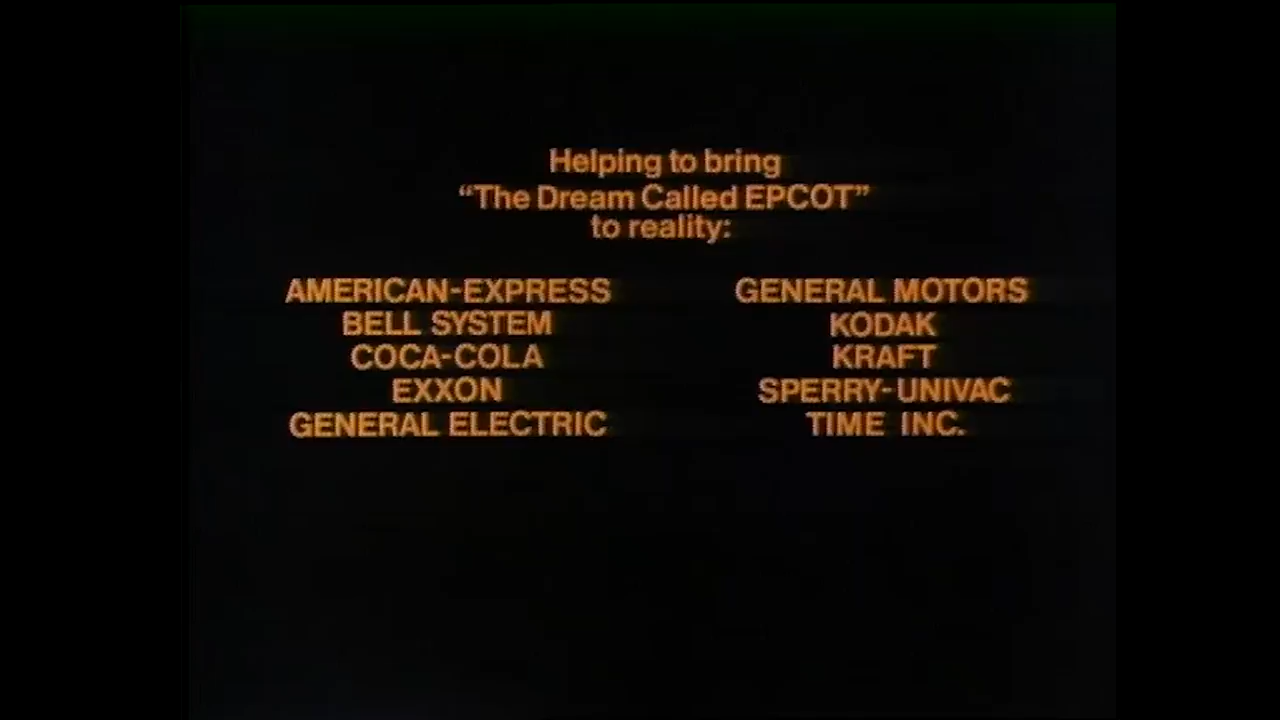 Helping to bring
“The Dream Called EPCOT”
to reality:
AMERICAN-EXPRESS
BELL SYSTEM
COCA-COLA
EXXON
GENERAL ELECTRIC
GENERAL MOTORS
KODAK
KRAFT
SPERRY-UNIVAC
TIME INC.